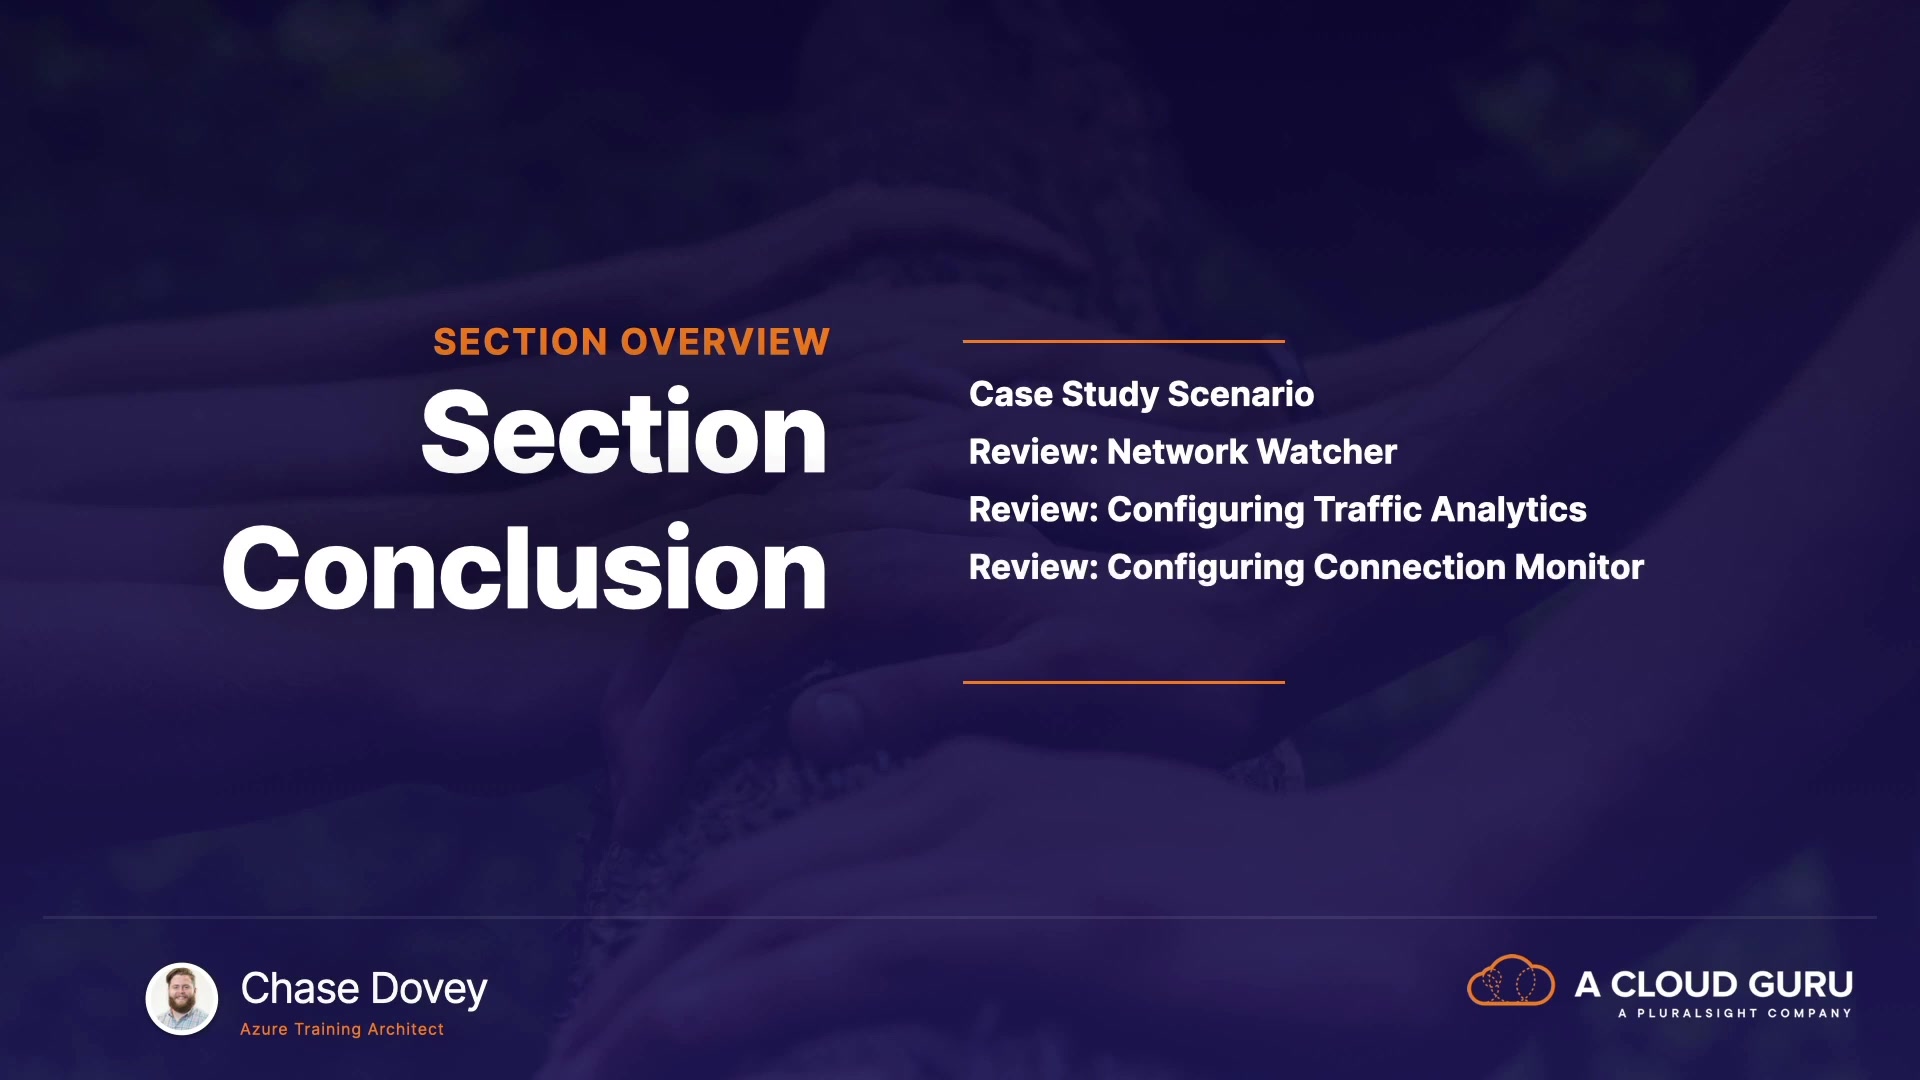 SECTION OVERVIEW
Section
Conclusion
Case Study Scenario
Review: Network Watcher
Review: Configuring Traffic Analytics
Review: Configuring Connection Monitor
Chase Dovey
Azure Training Architect
A CLOUD GURU
A PLURALSIGHT COMPANY